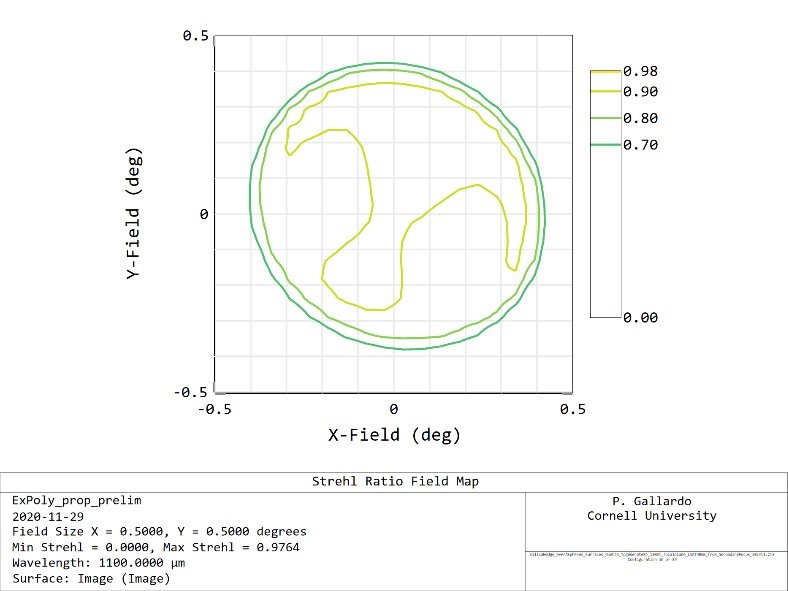 0.5
0
-0.5
-0.5
0
0.5
Y-Field (deg)
X-Field (deg)
0.98
0.90
0.80
0.70
0.00
Strehl Ratio Field Map
ExPoly_prop_prelim
2020-11-29
Field Size X = 0.5000, Y = 0.5000 degrees
Min Strehl = 0.0000, Max Strehl = 0.9764
Wavelength: 1100.0000 µm
Surface: Image (Image)
P. Gallardo
Cornell University